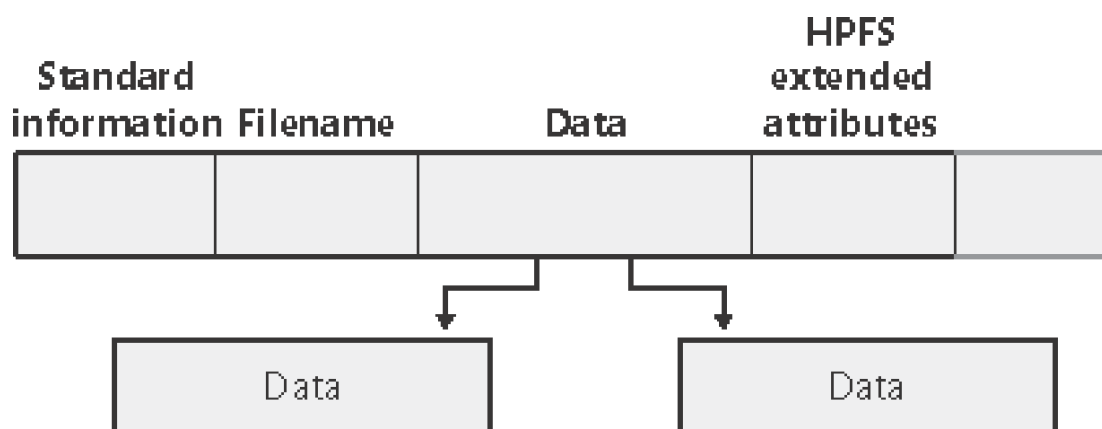 HPFS
Standard extended
information Filename Data attributes
Data Data